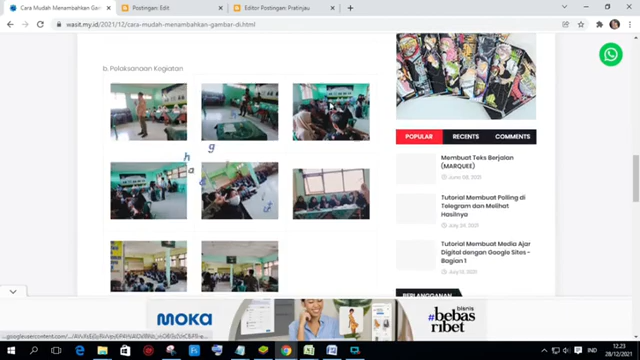 Cara Mudah Menambahkan Gam
Postingan: Edit
Editor Postingan: Pratinjau
wasit.my.id/2021/12/cara-mudah-menambahkan-gambar-di.html
b. Pelaksanaan Kegiatan
g
h
a
POPULAR RECENTS COMMENTS
Membuat Teks Berjalan
(MARQUEE)
June 08, 2021
Tutorial Membuat Polling di
Telegram dan Melihat
Hasilnya
July 24, 2021
Tutorial Membuat Media Ajar
Digital dengan Google Sites -
Bagian 1
July 13, 2021
BERLANGGANAN
MOKA
bisnis
#bebas
ribet
IND
12.23
28/12/2021